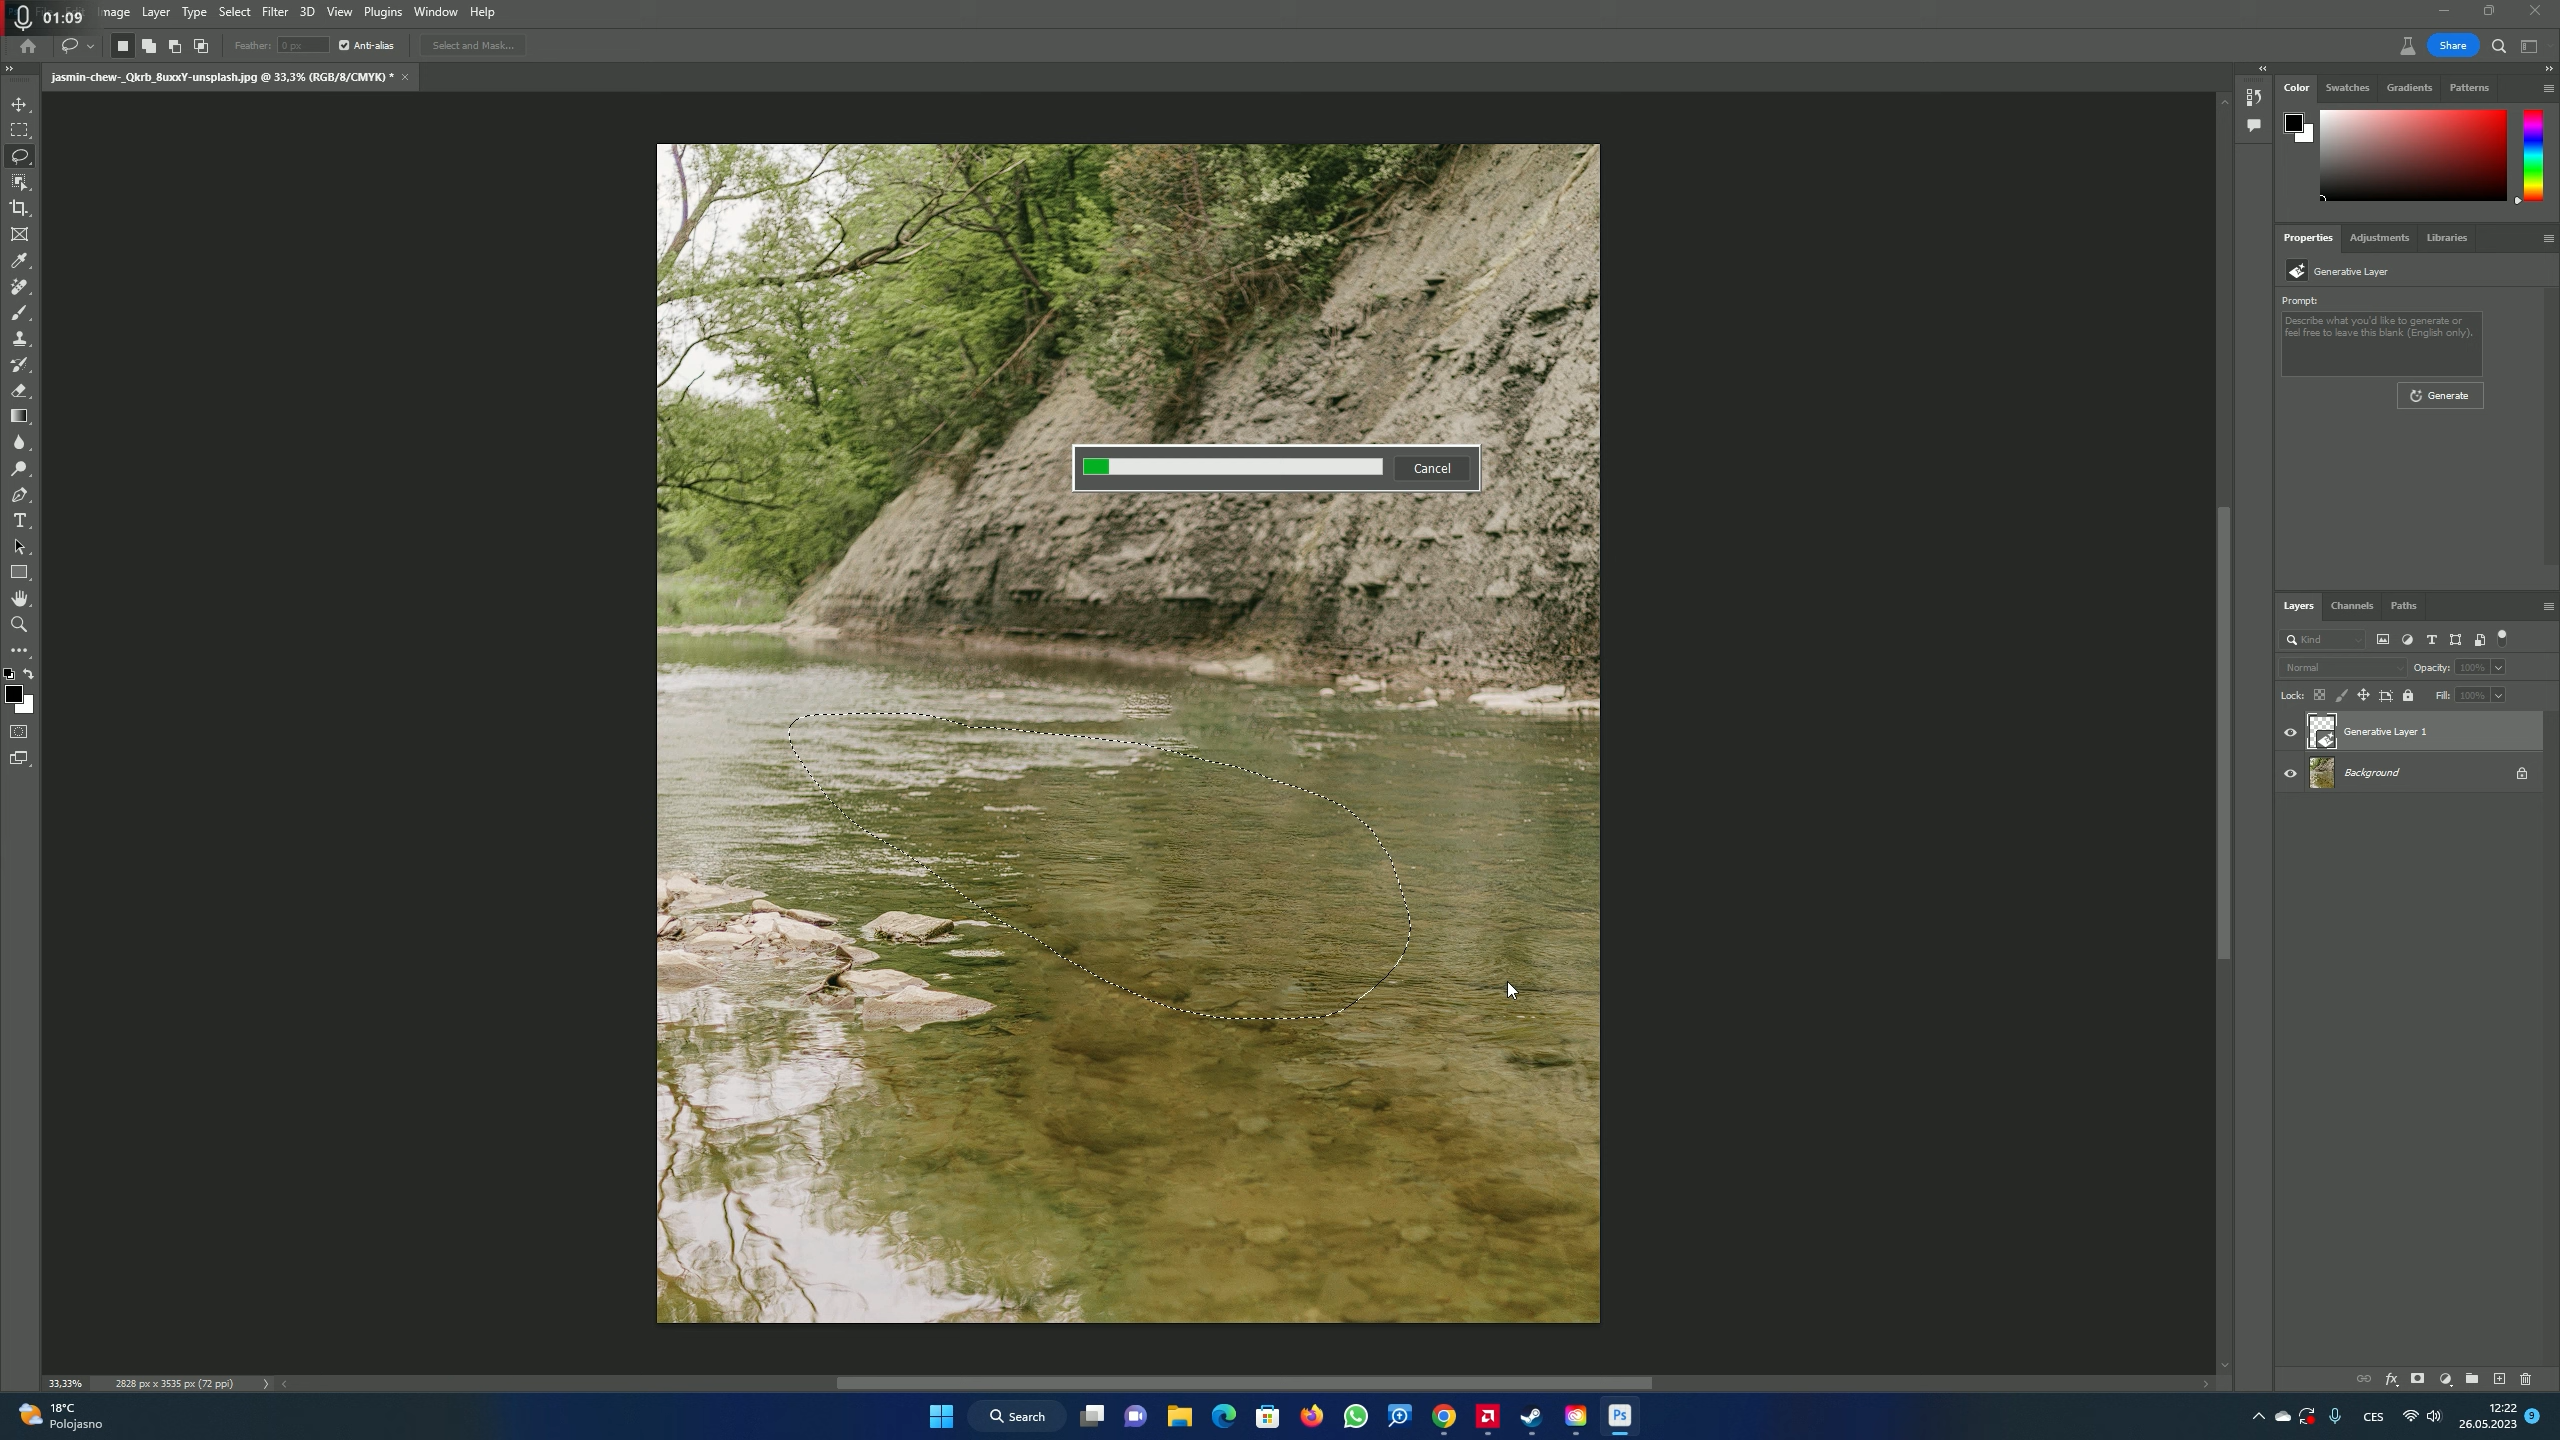 01:09
mage Layer Type Select Filter 3D View Plugins Window Help
Feather: 0 px Anti-alias Select and Mask... Share
jasmin-chew-_Qkrb_8uxxY-unsplash.jpg @ 33,3% (RGB/8/CMYK) * ×
Color Swatches Gradients Patterns
Properties Adjustments Libraries
Generative Layer
Prompt:
Describe what you'd like to generate or
feel free to leave this blank (English only).
Generate
Cancel
Layers Channels Paths
Kind
Normal Opacity: 100%
Lock: Fill: 100%
Generative Layer 1
Background
33,33% 2828 px x 3535 px (72 ppi)
18°C
Polojasno
Search
Ps
CES
12:22
26.05.2023
9